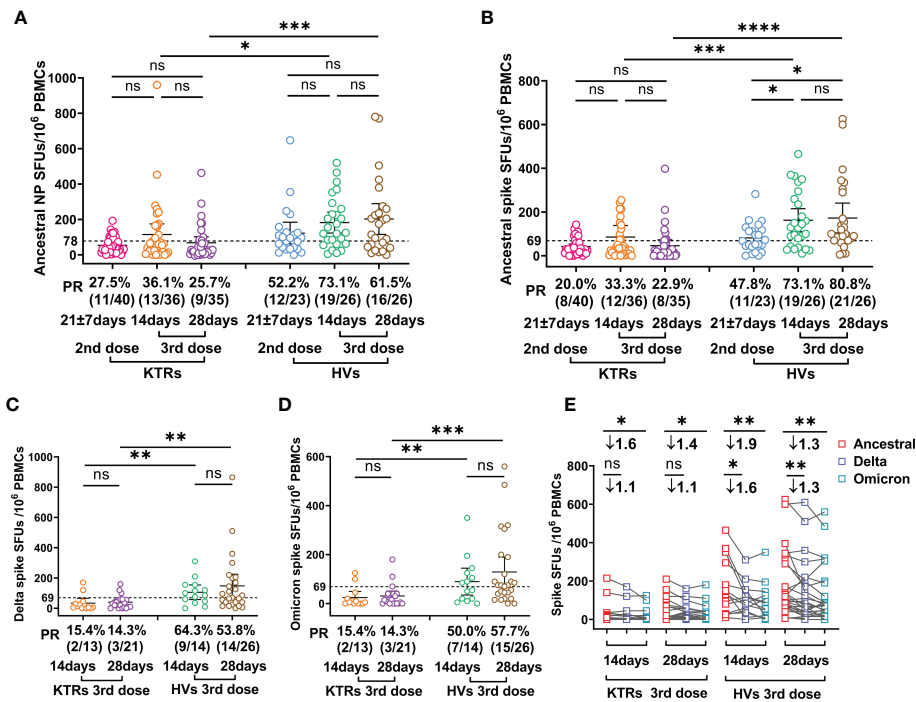 A
***
*
ns
ns
ns
ns
ns
ns
Ancestral NP SFUs/10⁶ PBMCs
1000
800
600
400
200
78
0
PR
27.5% 36.1% 25.7% 52.2% 73.1% 61.5%
(11/40) (13/36) (9/35) (12/23) (19/26) (16/26)
21±7days 14days 28days 21±7days 14days 28days
2nd dose 3rd dose 2nd dose 3rd dose
KTRs HVs
B
****
***
ns
*
ns
ns
*
ns
Ancestral spike SFUs/10⁶ PBMCs
800
600
400
200
69
0
PR
20.0% 33.3% 22.9% 47.8% 73.1% 80.8%
(8/40) (12/36) (8/35) (11/23) (19/26) (21/26)
21±7days 14days 28days 21±7days 14days 28days
2nd dose 3rd dose 2nd dose 3rd dose
KTRs HVs
C
**
**
ns
ns
Delta spike SFUs /10⁶ PBMCs
1000
800
600
400
200
69
0
PR
15.4% 14.3% 64.3% 53.8%
(2/13) (3/21) (9/14) (14/26)
14days 28days 14days 28days
KTRs 3rd dose HVs 3rd dose
D
***
**
ns
ns
Omicron spike SFUs/10⁶ PBMCs
600
400
200
69
0
PR
15.4% 14.3% 50.0% 57.7%
(2/13) (3/21) (7/14) (15/26)
14days 28days 14days 28days
KTRs 3rd dose HVs 3rd dose
E
* * ** **
↓1.6 ↓1.4 ↓1.9 ↓1.3
ns ns * **
↓1.1 ↓1.1 ↓1.6 ↓1.3
Ancestral
Delta
Omicron
Spike SFUs /10⁶ PBMCs
800
600
400
200
0
14days 28days 14days 28days
KTRs 3rd dose HVs 3rd dose